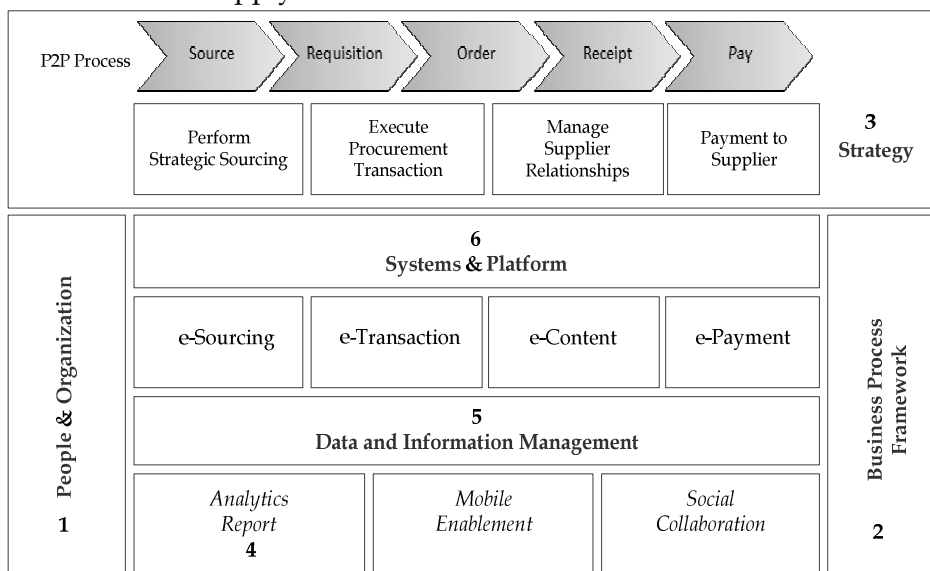 P2P Process
Source
Requisition
Order
Receipt
Pay
Perform
Strategic Sourcing
Execute
Procurement
Transaction
Manage
Supplier
Relationships
Payment to
Supplier
3
Strategy
People & Organization
1
6
Systems & Platform
e-Sourcing
e-Transaction
e-Content
e-Payment
5
Data and Information Management
Analytics
Report
4
Mobile
Enablement
Social
Collaboration
Business Process
Framework
2